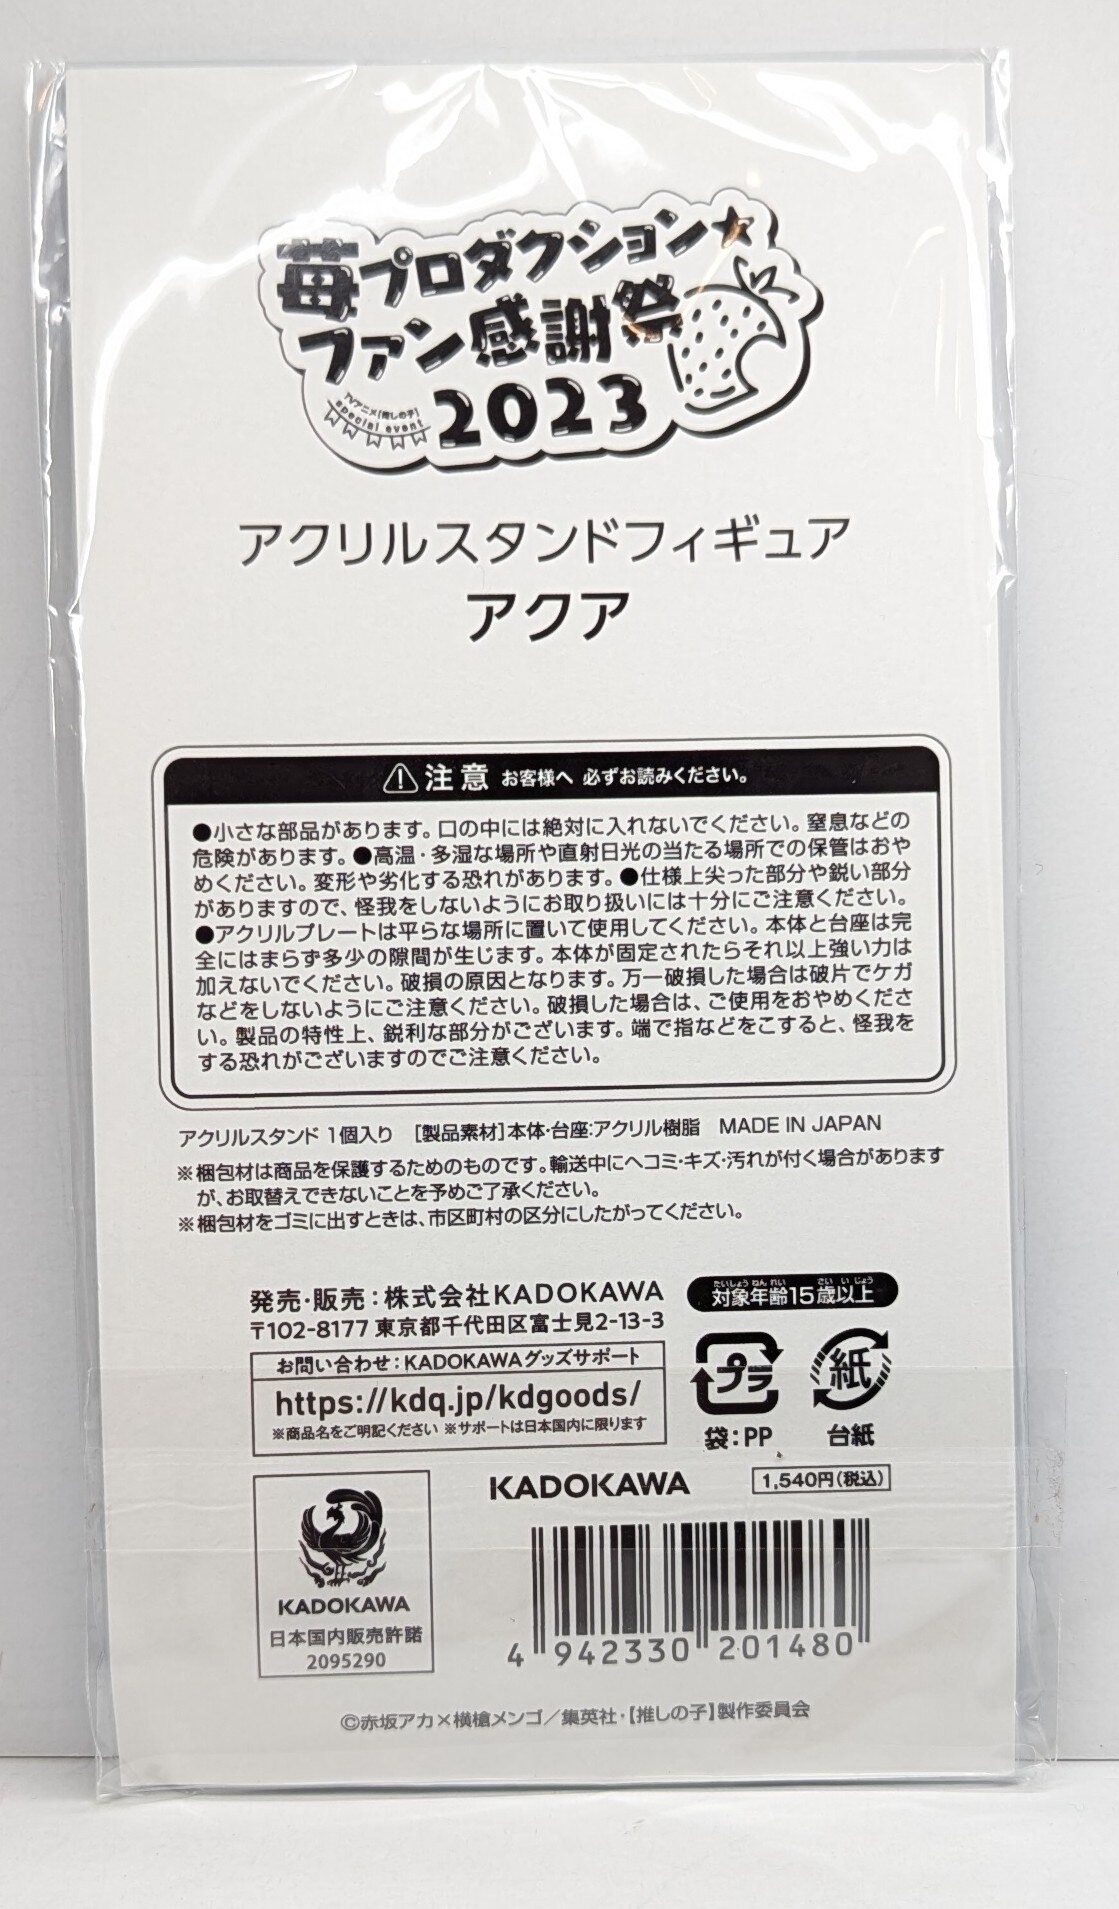 苺プロダクション★
ファン感謝祭
TVアニメ【推しの子】
special event
2023
アクリルスタンドフィギュア
アクア
注意 お客様へ 必ずお読みください。
●小さな部品があります。口の中には絶対に入れないでください。窒息などの
危険があります。●高温・多湿な場所や直射日光の当たる場所での保管はおや
めください。変形や劣化する恐れがあります。●仕様上尖った部分や鋭い部分
がありますので、怪我をしないようにお取り扱いには十分にご注意ください。
●アクリルプレートは平らな場所に置いて使用してください。本体と台座は完
全にはまらず多少の隙間が生じます。本体が固定されたらそれ以上強い力は
加えないでください。破損の原因となります。万一破損した場合は破片でケガ
などをしないようにご注意ください。破損した場合は、ご使用をおやめくださ
い。製品の特性上、鋭利な部分がございます。端で指などをこすると、怪我を
する恐れがございますのでご注意ください。
アクリルスタンド 1個入り [製品素材]本体・台座:アクリル樹脂 MADE IN JAPAN
※梱包材は商品を保護するためのものです。輸送中にヘコミ・キズ・汚れが付く場合があります
が、お取替えできないことを予めご了承ください。
※梱包材をゴミに出すときは、市区町村の区分にしたがってください。
発売・販売：株式会社KADOKAWA
〒102-8177 東京都千代田区富士見2-13-3
お問い合わせ：KADOKAWAグッズサポート
https://kdq.jp/kdgoods/
※商品名をご明記ください ※サポートは日本国内に限ります
たいしょうねんれい さい いじょう
対象年齢15歳以上
プラ
紙
袋：PP
台紙
KADOKAWA
1,540円(税込)
KADOKAWA
日本国内販売許諾
2095290
4 942330 201480
©赤坂アカ×横槍メンゴ／集英社・【推しの子】製作委員会